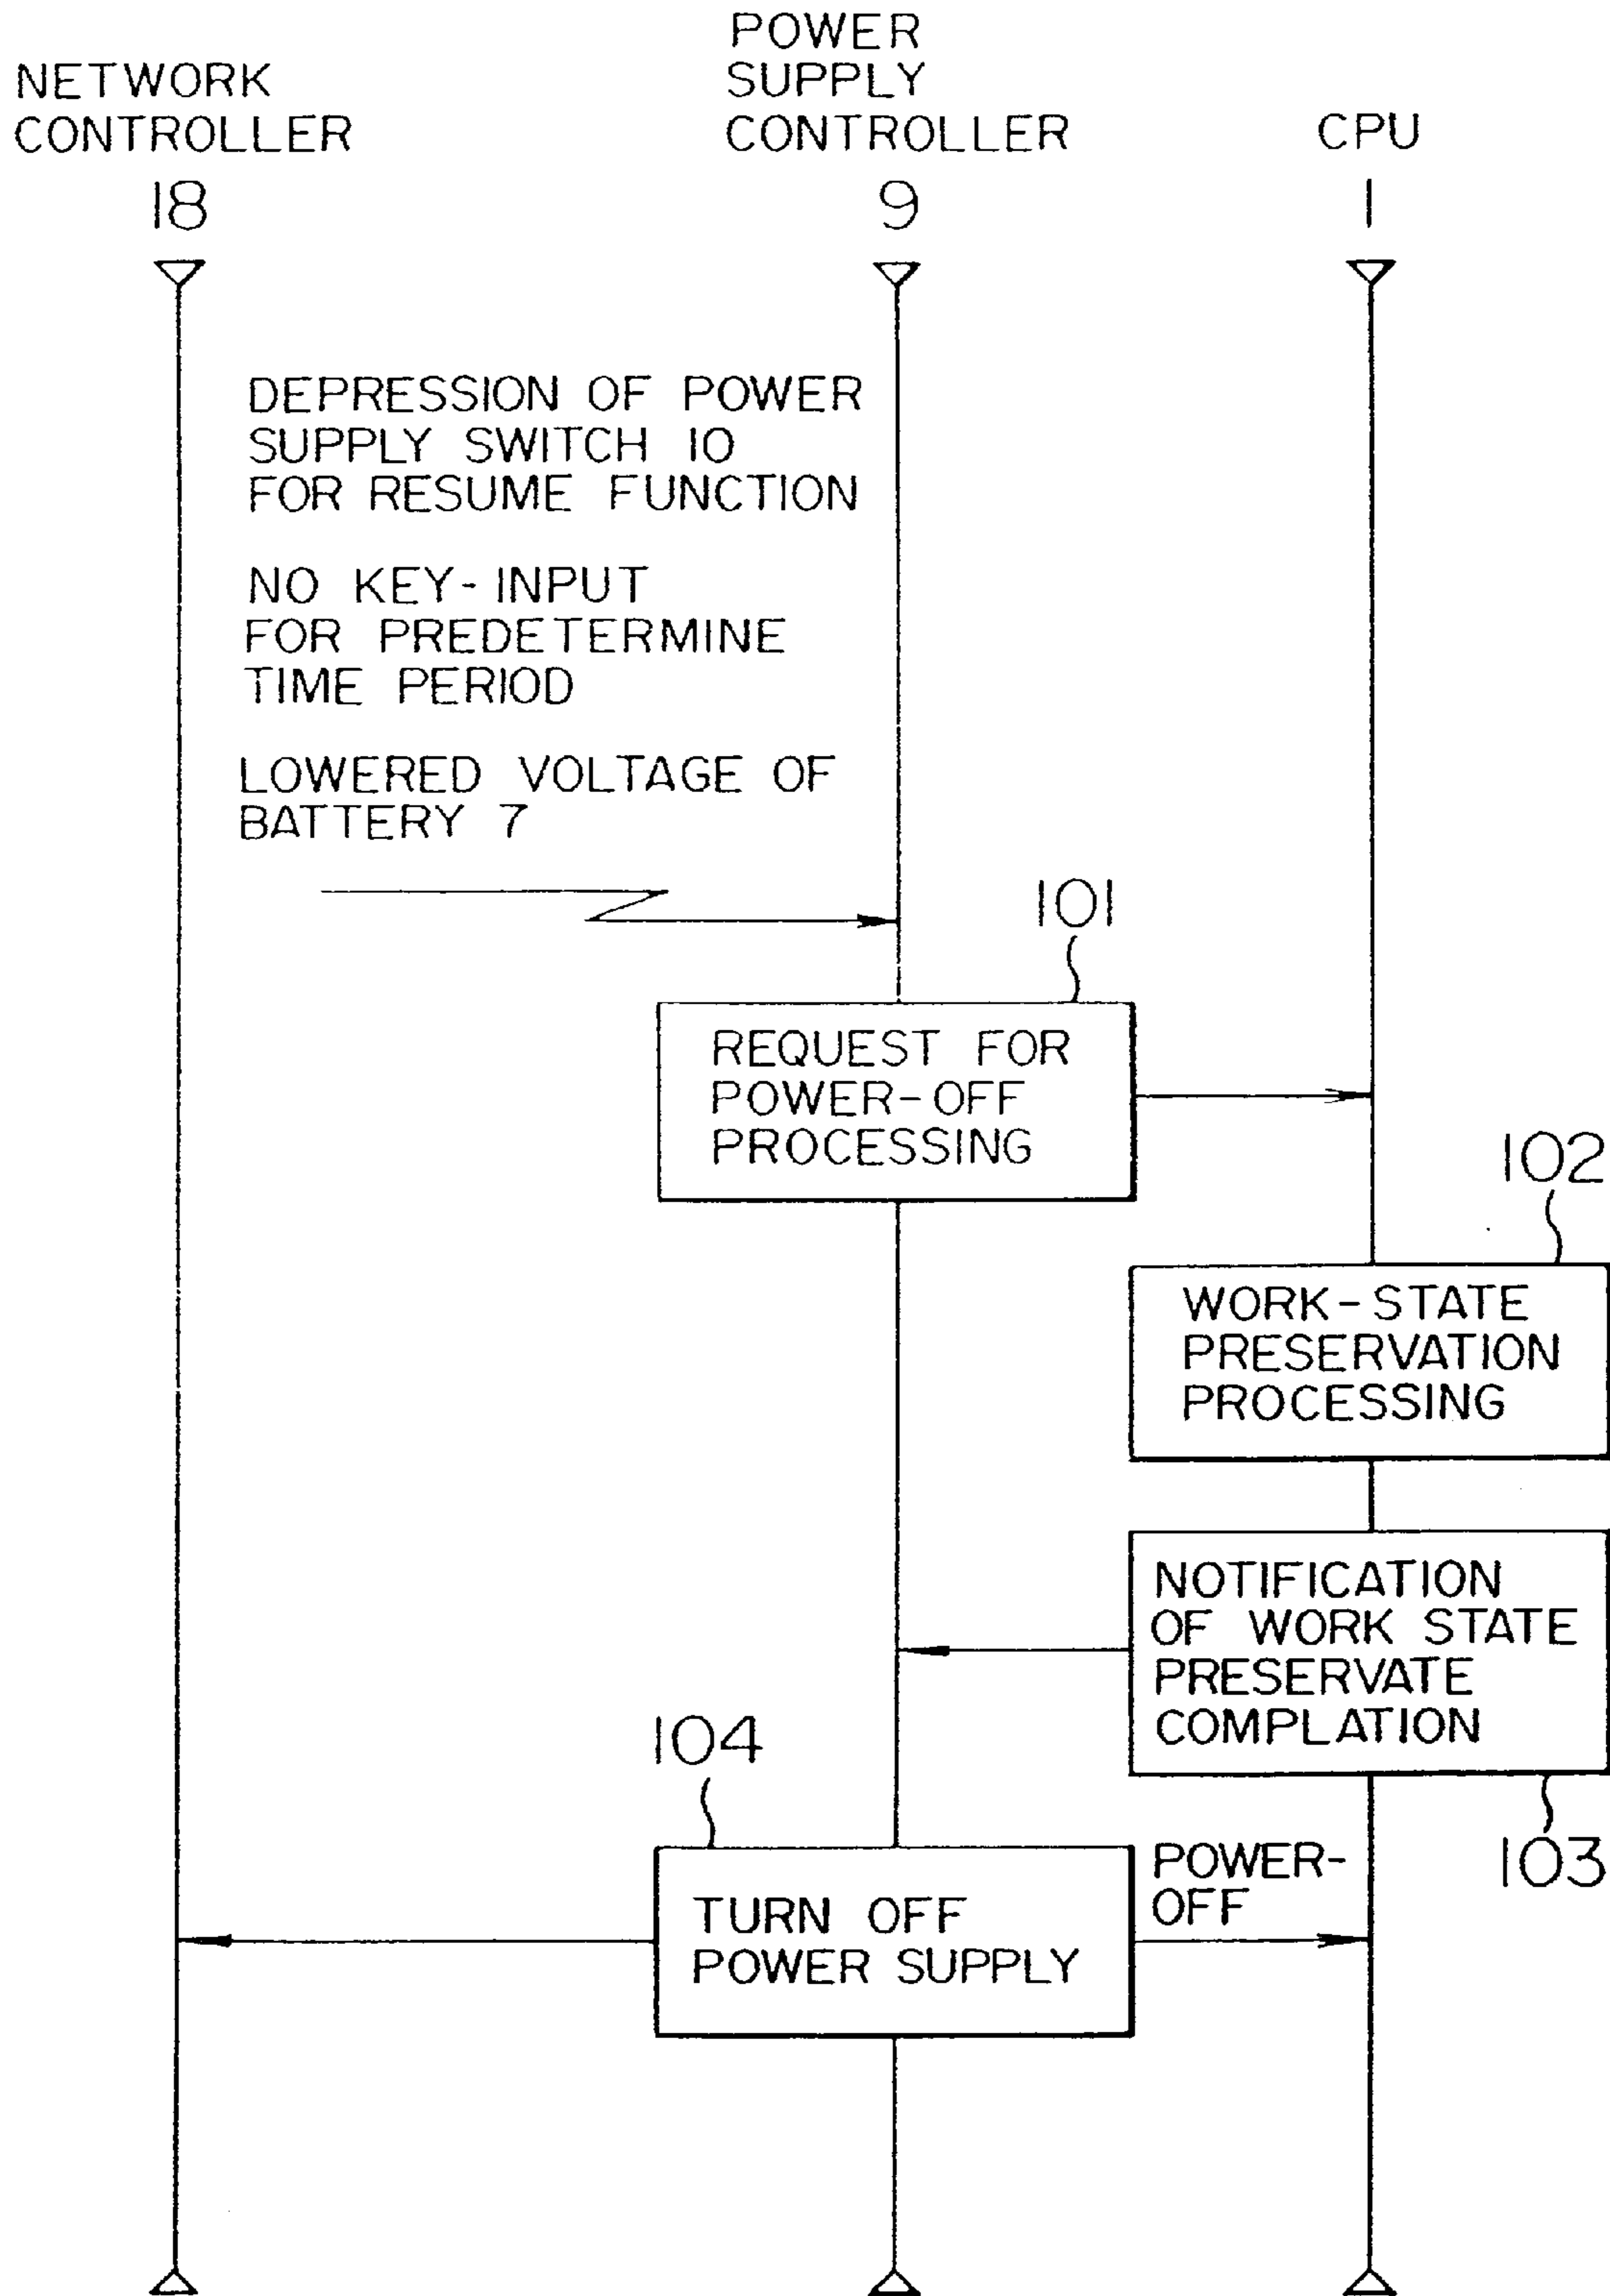 NETWORK
CONTROLLER
18
POWER
SUPPLY
CONTROLLER
9
CPU
1
DEPRESSION OF POWER
SUPPLY SWITCH 10
FOR RESUME FUNCTION
NO KEY-INPUT
FOR PREDETERMINE
TIME PERIOD
LOWERED VOLTAGE OF
BATTERY 7
101
REQUEST FOR
POWER-OFF
PROCESSING
102
WORK-STATE
PRESERVATION
PROCESSING
NOTIFICATION
OF WORK STATE
PRESERVATE
COMPLATION
103
104
TURN OFF
POWER SUPPLY
POWER-
OFF